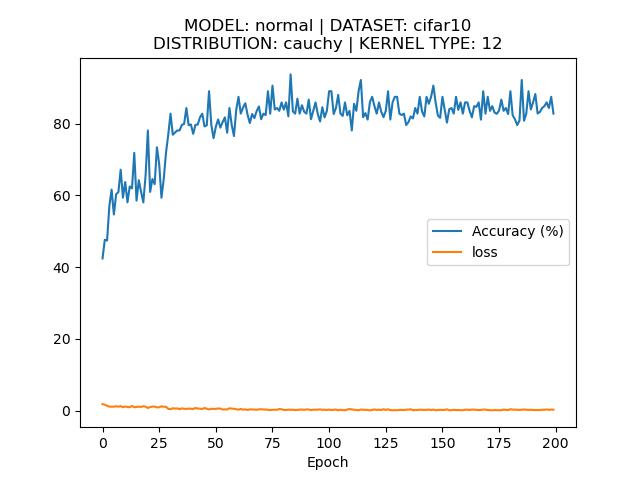 MODEL: normal | DATASET: cifar10
DISTRIBUTION: cauchy | KERNEL TYPE: 12
80
60
40
20
0
Accuracy (%)
loss
0 25 50 75 100 125 150 175 200
Epoch